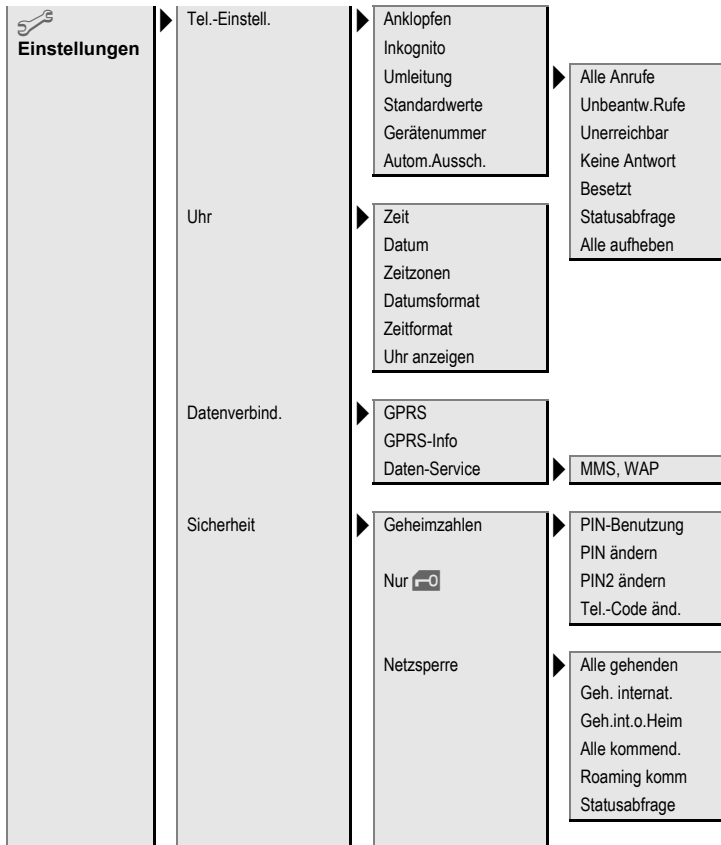 Einstellungen
Tel.-Einstell.
Anklopfen
Inkognito
Umleitung
Alle Anrufe
Unbeantw.Rufe
Unerreichbar
Keine Antwort
Besetzt
Statusabfrage
Alle aufheben
Standardwerte
Gerätenummer
Autom.Aussch.
Uhr
Zeit
Datum
Zeitzonen
Datumsformat
Zeitformat
Uhr anzeigen
Datenverbind.
GPRS
GPRS-Info
Daten-Service
MMS, WAP
Sicherheit
Geheimzahlen
PIN-Benutzung
PIN ändern
PIN2 ändern
Tel.-Code änd.
Nur
Netzsperre
Alle gehenden
Geh. internat.
Geh.int.o.Heim
Alle kommend.
Roaming komm
Statusabfrage